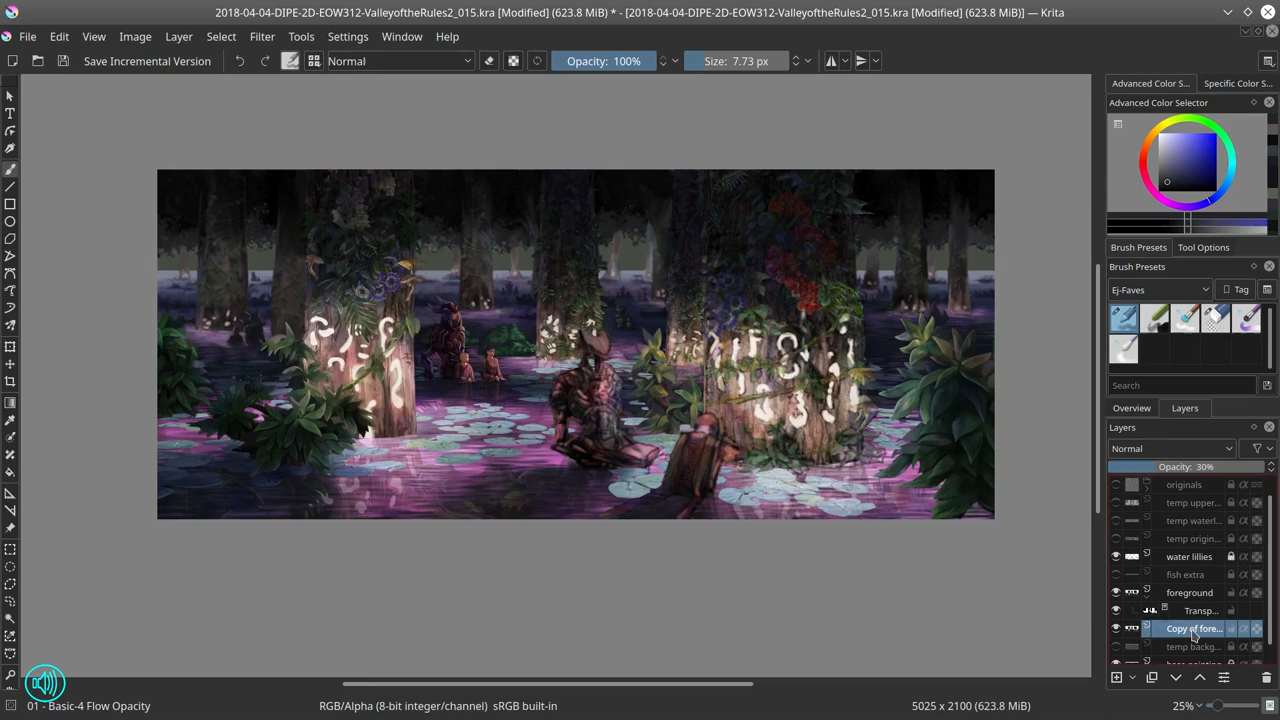 2018-04-04-DIPE-2D-EOW312-ValleyoftheRules2_015.kra [Modified] (623.8 MiB) * - [2018-04-04-DIPE-2D-EOW312-ValleyoftheRules2_015.kra [Modified] (623.8 MiB)] — Krita
File Edit View Image Layer Select Filter Tools Settings Window Help
Save Incremental Version Normal Opacity: 100% Size: 7.73 px
Advanced Color S... Specific Color S...
Advanced Color Selector
Brush Presets Tool Options
Brush Presets
Ej-Faves Tag
Search
Overview Layers
Layers
Normal
Opacity: 30%
originals
temp upper...
temp waterl...
temp origin...
water lillies
fish extra
foreground
Transp...
Copy of fore...
temp backg...
01 - Basic-4 Flow Opacity RGB/Alpha (8-bit integer/channel) sRGB built-in 5025 x 2100 (623.8 MiB) 25%